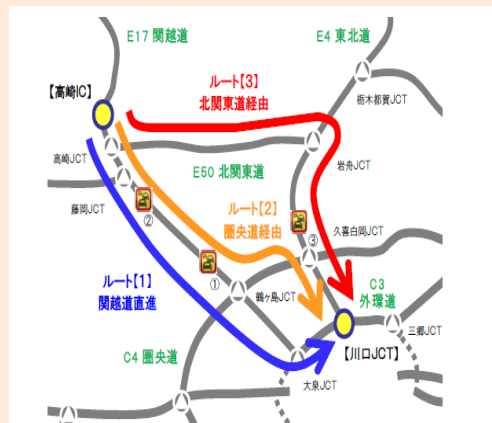 E17 関越道
E4 東北道
ルート【3】
北関東道経由
【高崎IC】
栃木都賀JCT
高崎JCT
岩舟JCT
E50 北関東道
藤岡JCT
②
ルート【2】
圏央道経由
③
久喜白岡JCT
①
ルート【1】
関越道直進
鶴ヶ島JCT
C3
外環道
三郷JCT
【川口JCT】
C4 圏央道
大泉JCT